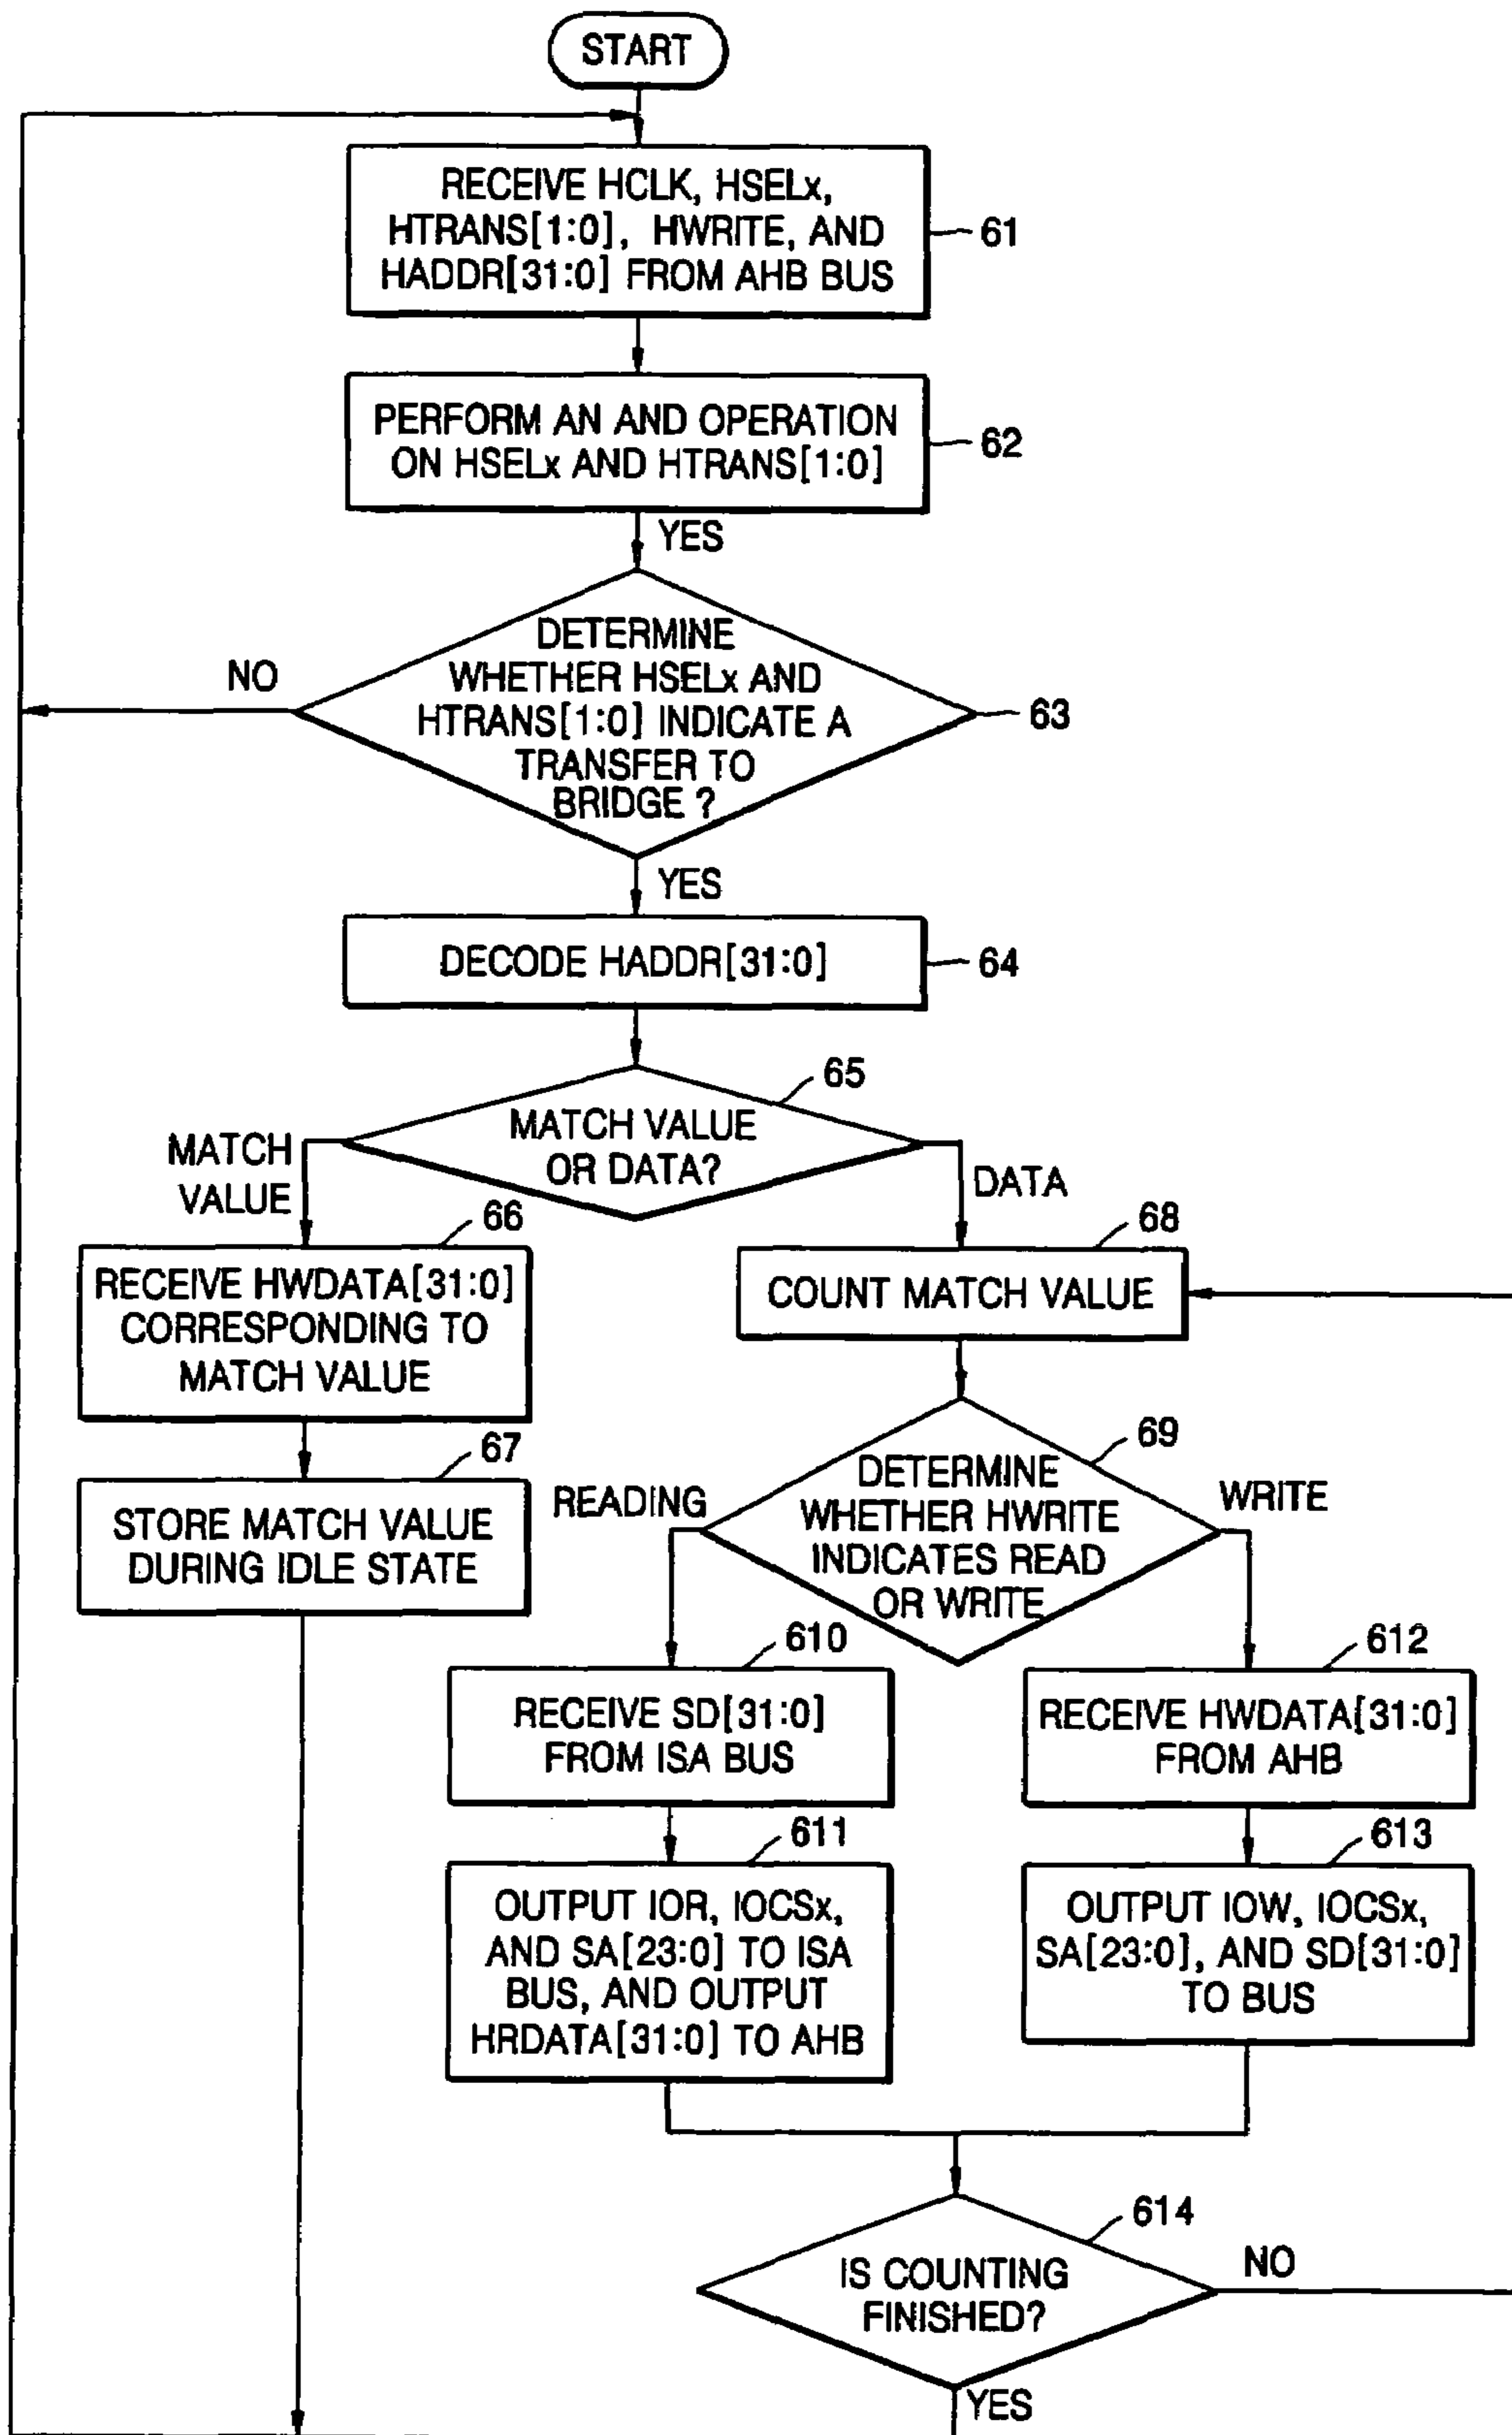 START
RECEIVE HCLK, HSELx,
HTRANS[1:0], HWRITE, AND
HADDR[31:0] FROM AHB BUS
61
PERFORM AN AND OPERATION
ON HSELx AND HTRANS[1:0]
62
YES
DETERMINE
WHETHER HSELx AND
HTRANS[1:0] INDICATE A
TRANSFER TO
BRIDGE ?
63
NO
YES
DECODE HADDR[31:0]
64
65
MATCH VALUE
OR DATA?
MATCH
VALUE
DATA
66
RECEIVE HWDATA[31:0]
CORRESPONDING TO
MATCH VALUE
68
COUNT MATCH VALUE
67
STORE MATCH VALUE
DURING IDLE STATE
69
DETERMINE
WHETHER HWRITE
INDICATES READ
OR WRITE
READING
WRITE
610
RECEIVE SD[31:0]
FROM ISA BUS
612
RECEIVE HWDATA[31:0]
FROM AHB
611
OUTPUT IOR, IOCSx,
AND SA[23:0] TO ISA
BUS, AND OUTPUT
HRDATA[31:0] TO AHB
613
OUTPUT IOW, IOCSx,
SA[23:0], AND SD[31:0]
TO BUS
614
IS COUNTING
FINISHED?
NO
YES